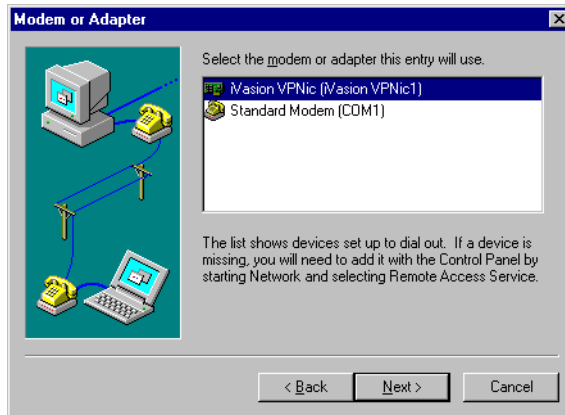 Modem or Adapter
Select the modem or adapter this entry will use.
iVasion VPNic (iVasion VPNic1)
Standard Modem (COM1)
The list shows devices set up to dial out. If a device is
missing, you will need to add it with the Control Panel by
starting Network and selecting Remote Access Service.
< Back
Next >
Cancel